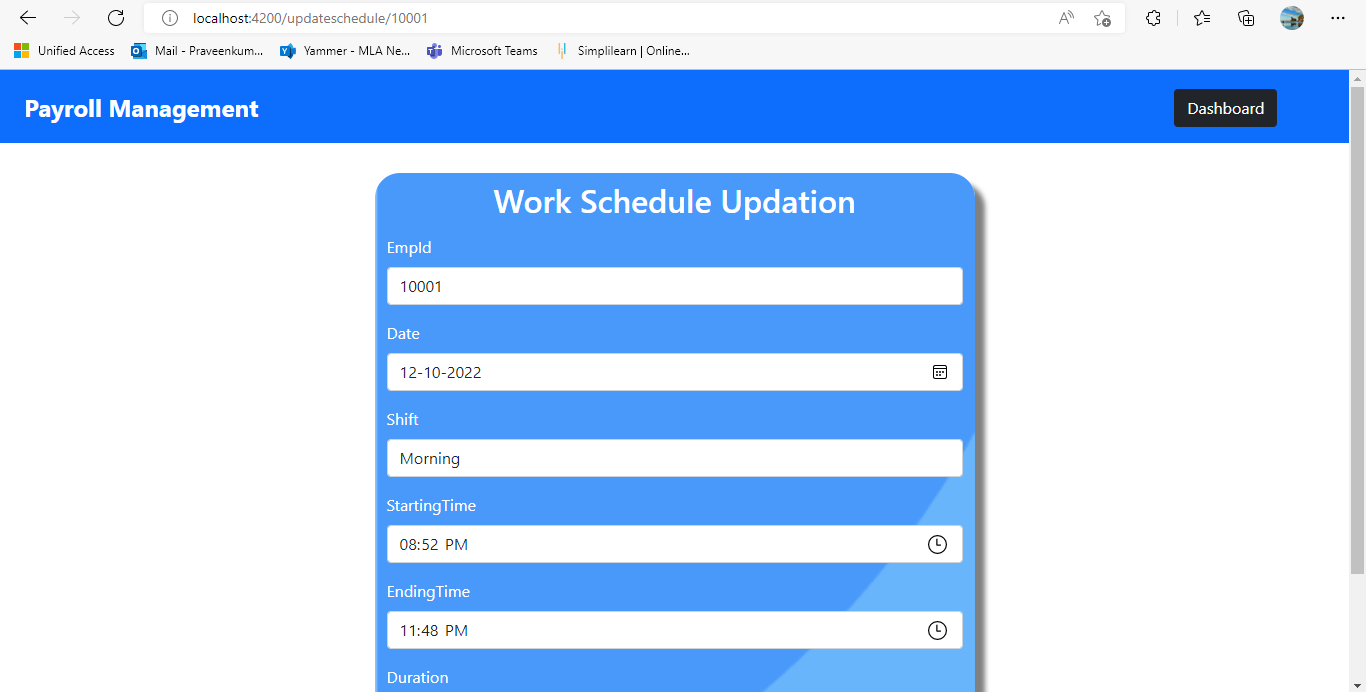 localhost:4200/updateschedule/10001
Unified Access Mail - Praveenkum... Yammer - MLA Ne... Microsoft Teams Simplilearn | Online...
Payroll Management Dashboard
Work Schedule Updation
EmpId
10001
Date
12-10-2022
Shift
Morning
StartingTime
08:52 PM
EndingTime
11:48 PM
Duration